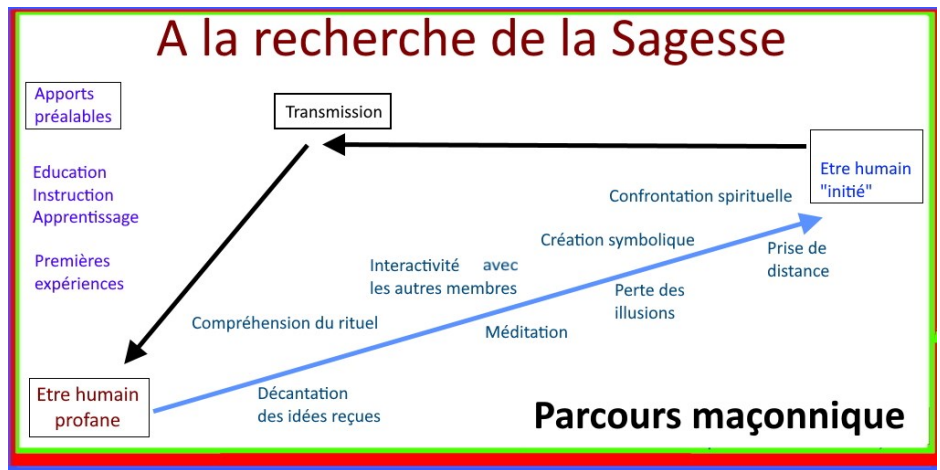 A la recherche de la Sagesse
Apports
préalables
Transmission
Etre humain
"initié"
Education
Instruction
Apprentissage
Confrontation spirituelle
Création symbolique
Prise de
distance
Premières
expériences
Interactivité avec
les autres membres
Perte des
illusions
Compréhension du rituel
Méditation
Etre humain
profane
Décantation
des idées reçues
Parcours maçonnique